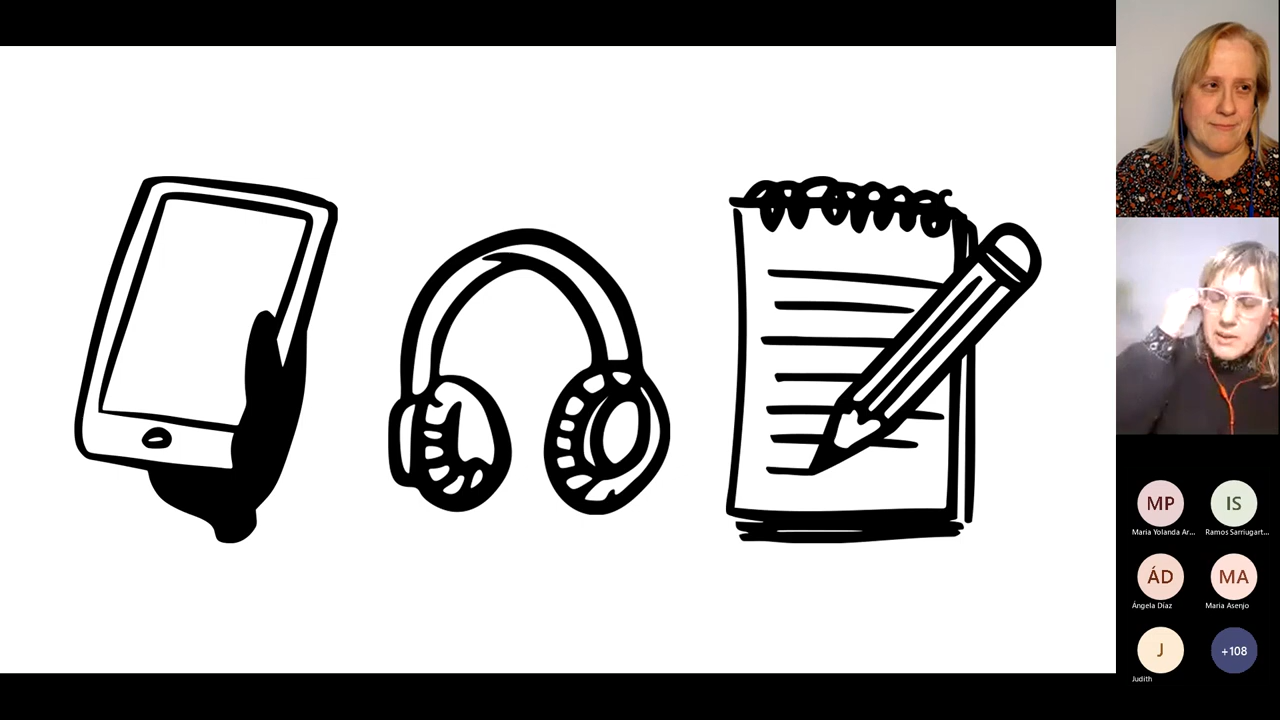 MP
IS
Maria Yolanda Ar...
Ramos Sarriugart...
ÁD
MA
Ángela Díaz
Maria Asenjo
J
+108
Judith